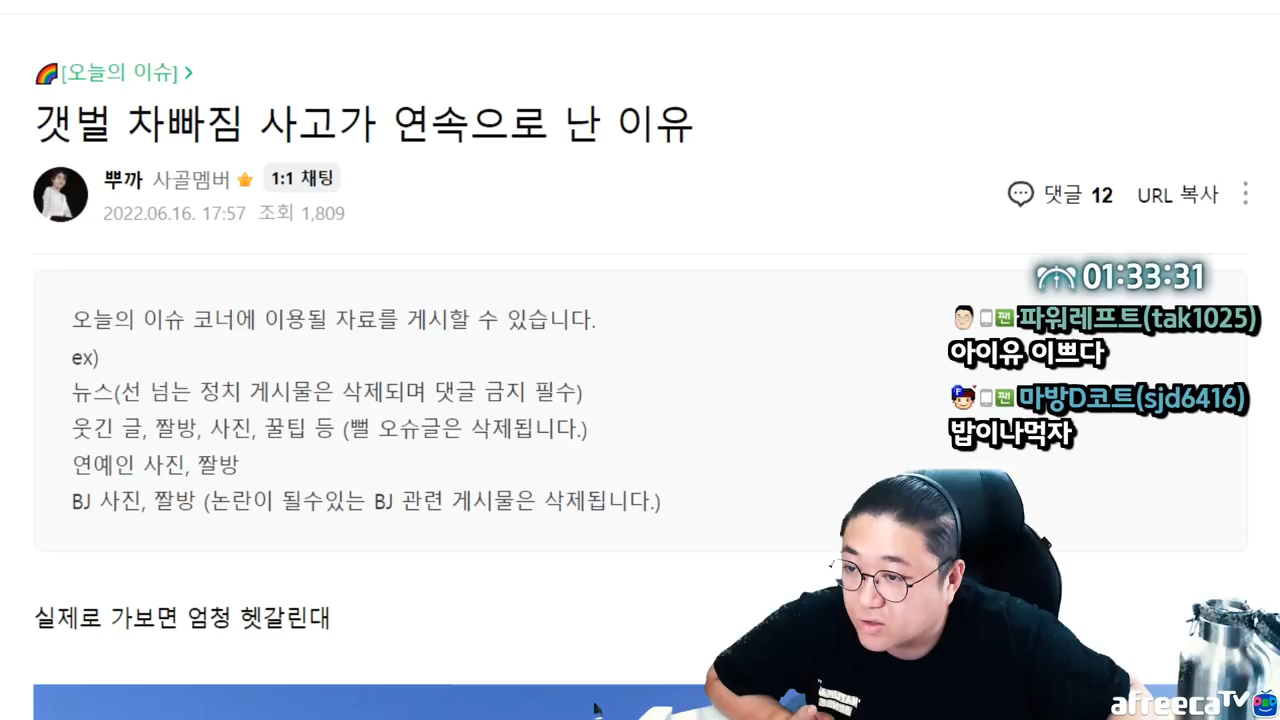 [오늘의 이슈] >
갯벌 차빠짐 사고가 연속으로 난 이유
뿌까 사골멤버 1:1 채팅
2022.06.16. 17:57 조회 1,809
댓글 12 URL 복사
오늘의 이슈 코너에 이용될 자료를 게시할 수 있습니다.
ex)
뉴스(선 넘는 정치 게시물은 삭제되며 댓글 금지 필수)
웃긴 글, 짤방, 사진, 꿀팁 등 (뻘 오슈글은 삭제됩니다.)
연예인 사진, 짤방
BJ 사진, 짤방 (논란이 될수있는 BJ 관련 게시물은 삭제됩니다.)
01:33:31
팬 파워레프트(tak1025)
아이유 이쁘다
팬 마방D코트(sjd6416)
밥이나먹자
실제로 가보면 엄청 헷갈린대
afreecaTV